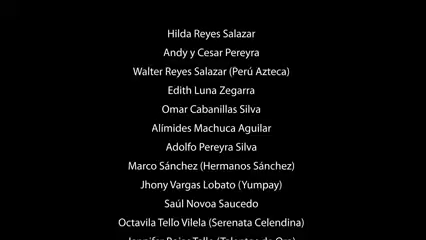 Hilda Reyes Salazar
Andy y Cesar Pereyra
Walter Reyes Salazar (Perú Azteca)
Edith Luna Zegarra
Omar Cabanillas Silva
Alímides Machuca Aguilar
Adolfo Pereyra Silva
Marco Sánchez (Hermanos Sánchez)
Jhony Vargas Lobato (Yumpay)
Saúl Novoa Saucedo
Octavila Tello Vilela (Serenata Celendina)